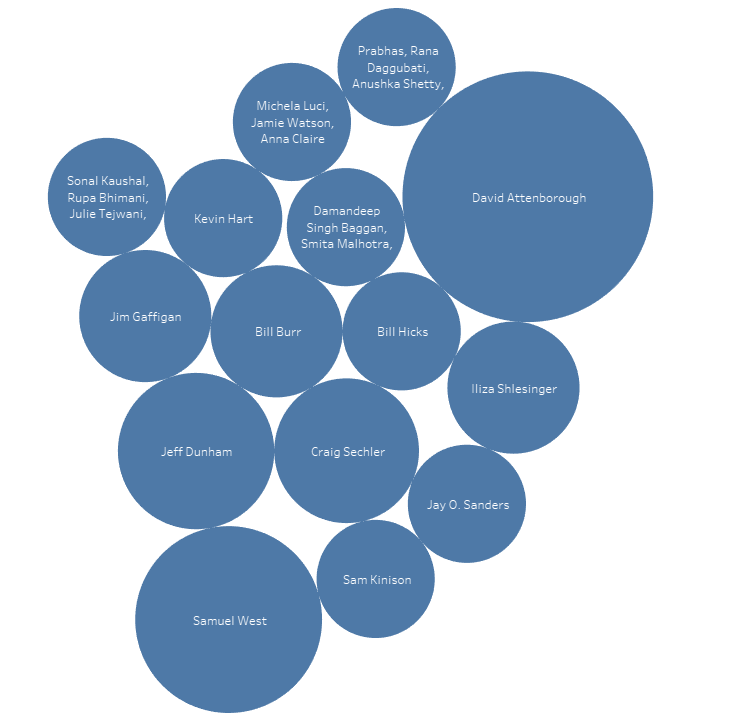 Prabhas, Rana
Daggubati,
Anushka Shetty,
Michela Luci,
Jamie Watson,
Anna Claire
Sonal Kaushal,
Rupa Bhimani,
Julie Tejwani,
Kevin Hart
Damandeep
Singh Baggan,
Smita Malhotra,
David Attenborough
Jim Gaffigan
Bill Burr
Bill Hicks
Iliza Shlesinger
Jeff Dunham
Craig Sechler
Jay O. Sanders
Sam Kinison
Samuel West